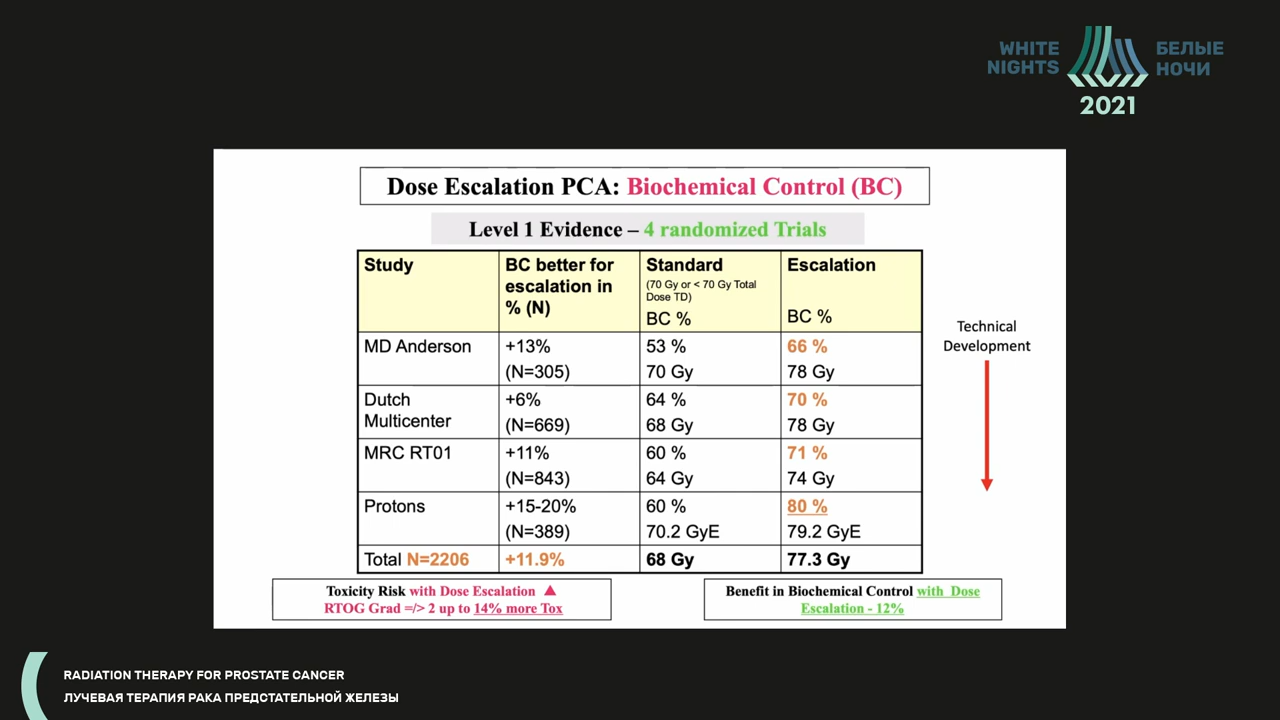 WHITE NIGHTS
БЕЛЫЕ НОЧИ
2021
Dose Escalation PCA: Biochemical Control (BC)
Level 1 Evidence – 4 randomized Trials
Study
BC better for
escalation in
% (N)
Standard
(70 Gy or < 70 Gy Total
Dose TD)
BC %
Escalation
BC %
MD Anderson
+13%
(N=305)
53 %
70 Gy
66 %
78 Gy
Dutch
Multicenter
+6%
(N=669)
64 %
68 Gy
70 %
78 Gy
MRC RT01
+11%
(N=843)
60 %
64 Gy
71 %
74 Gy
Protons
+15-20%
(N=389)
60 %
70.2 GyE
80 %
79.2 GyE
Total N=2206
+11.9%
68 Gy
77.3 Gy
Technical
Development
Toxicity Risk with Dose Escalation
RTOG Grad =/> 2 up to 14% more Tox
Benefit in Biochemical Control with Dose
Escalation - 12%
RADIATION THERAPY FOR PROSTATE CANCER
ЛУЧЕВАЯ ТЕРАПИЯ РАКА ПРЕДСТАТЕЛЬНОЙ ЖЕЛЕЗЫ